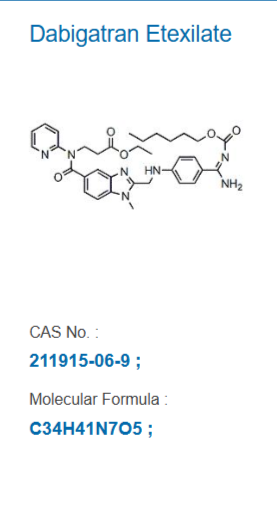 Dabigatran Etexilate
O
O
O
N
N
O
O
N
HN
N
NH2
O
N
N
CAS No. :
211915-06-9 ;
Molecular Formula :
C34H41N7O5 ;